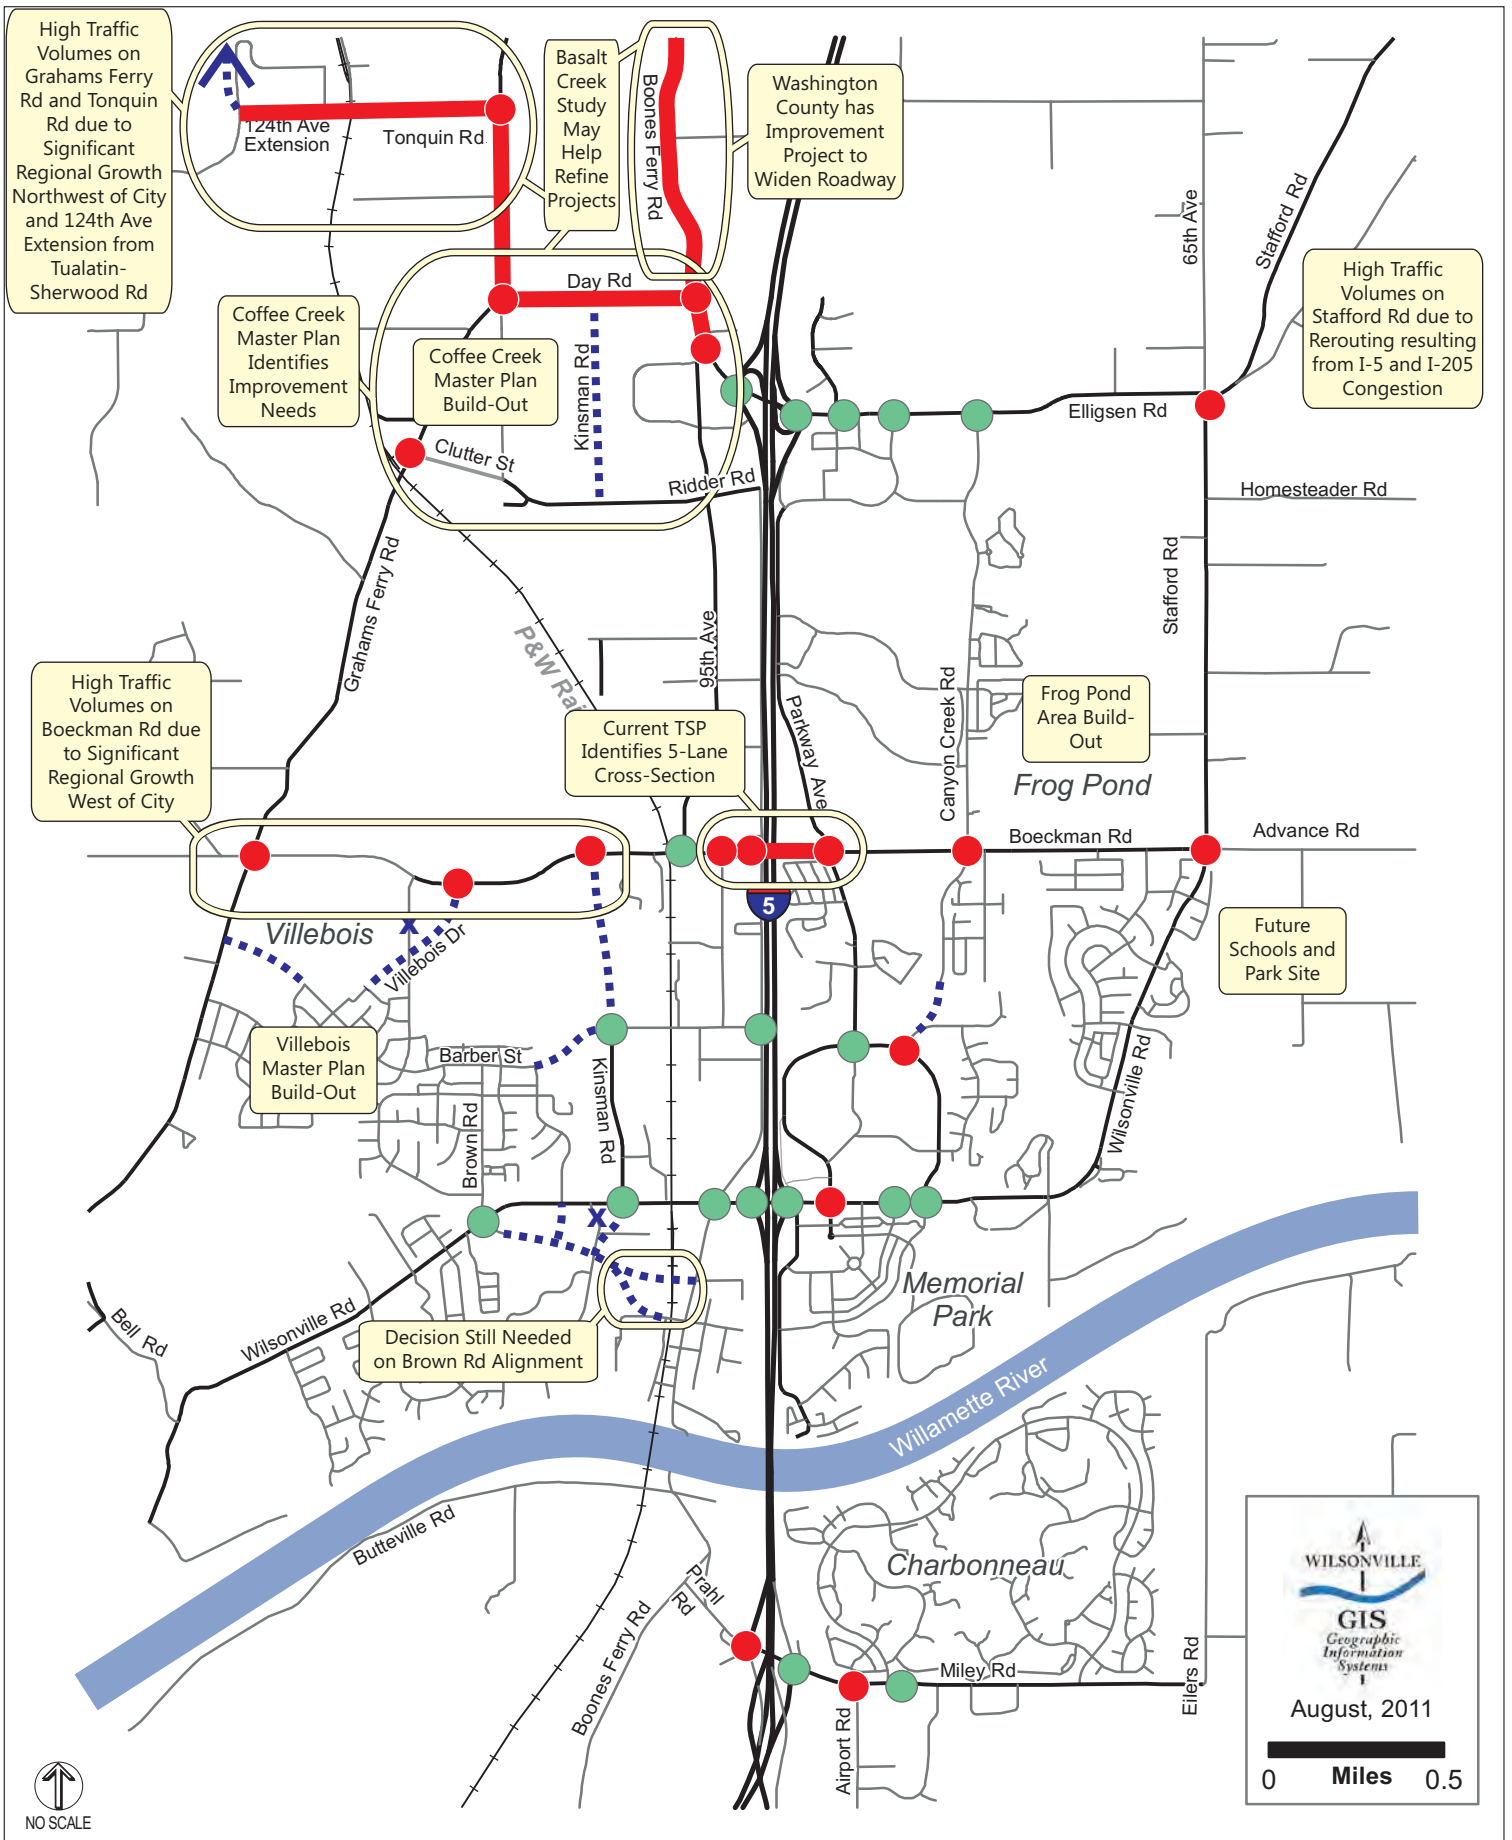 High Traffic
Volumes on
Grahams Ferry
Rd and Tonquin
Rd due to
Significant
Regional Growth
Northwest of City
and 124th Ave
Extension from
Tualatin-
Sherwood Rd
124th Ave
Extension
Tonquin Rd
Basalt
Creek
Study
May
Help
Refine
Projects
Boones Ferry Rd
Washington
County has
Improvement
Project to
Widen Roadway
65th Ave
Stafford Rd
High Traffic
Volumes on
Stafford Rd due to
Rerouting resulting
from I-5 and I-205
Congestion
Day Rd
Coffee Creek
Master Plan
Identifies
Improvement
Needs
Coffee Creek
Master Plan
Build-Out
Kinsman Rd
Elligsen Rd
Clutter St
Ridder Rd
Homesteader Rd
Grahams Ferry Rd
Stafford Rd
P&W Rai
95th Ave
High Traffic
Volumes on
Boeckman Rd due
to Significant
Regional Growth
West of City
Current TSP
Identifies 5-Lane
Cross-Section
Parkway Ave
Canyon Creek Rd
Frog Pond
Area Build-
Out
Frog Pond
Boeckman Rd
Advance Rd
5
X
Villebois
Villebois Dr
Future
Schools and
Park Site
Villebois
Master Plan
Build-Out
Barber St
Kinsman Rd
Brown Rd
Wilsonville Rd
X
Memorial
Park
Bell Rd
Wilsonville Rd
Decision Still Needed
on Brown Rd Alignment
Willamette River
Butteville Rd
Charbonneau
Prahl
Rd
Boones Ferry Rd
Miley Rd
Airport Rd
Eilers Rd
WILSONVILLE
GIS
Geographic
Information
Systems
August, 2011
0 Miles 0.5
NO SCALE